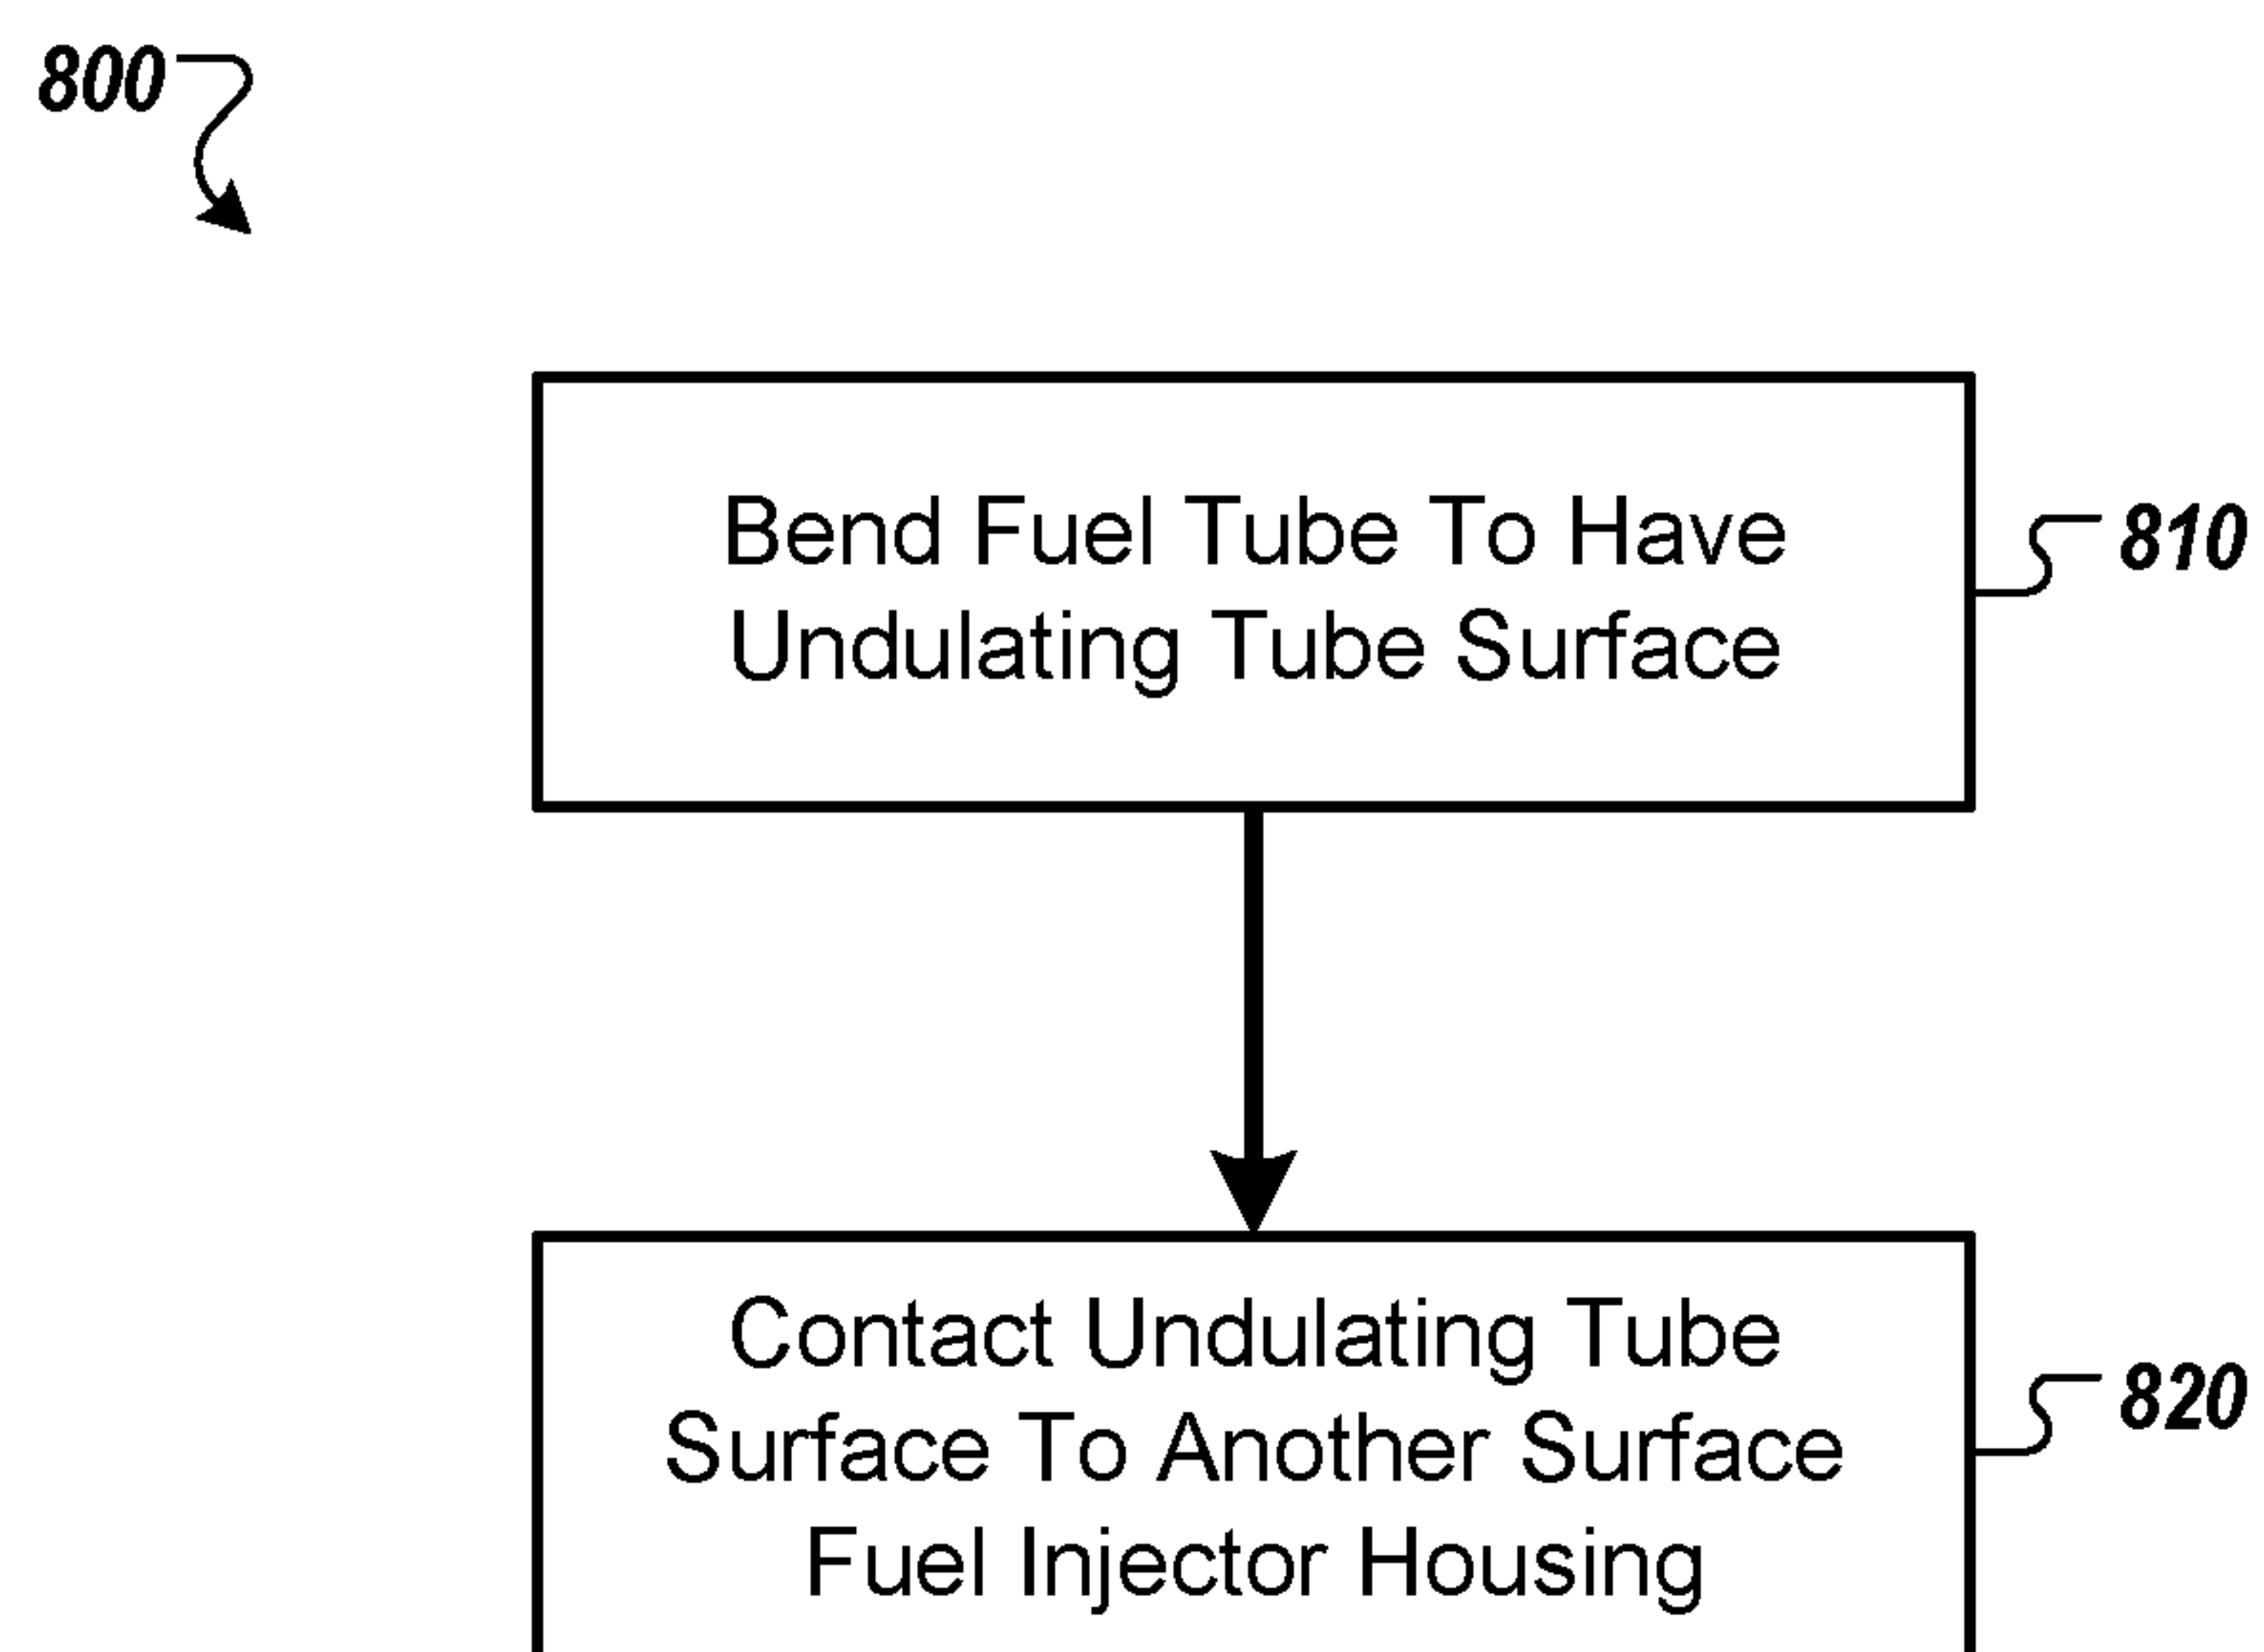 800
Bend Fuel Tube To Have
Undulating Tube Surface
810
Contact Undulating Tube
Surface To Another Surface
Fuel Injector Housing
820